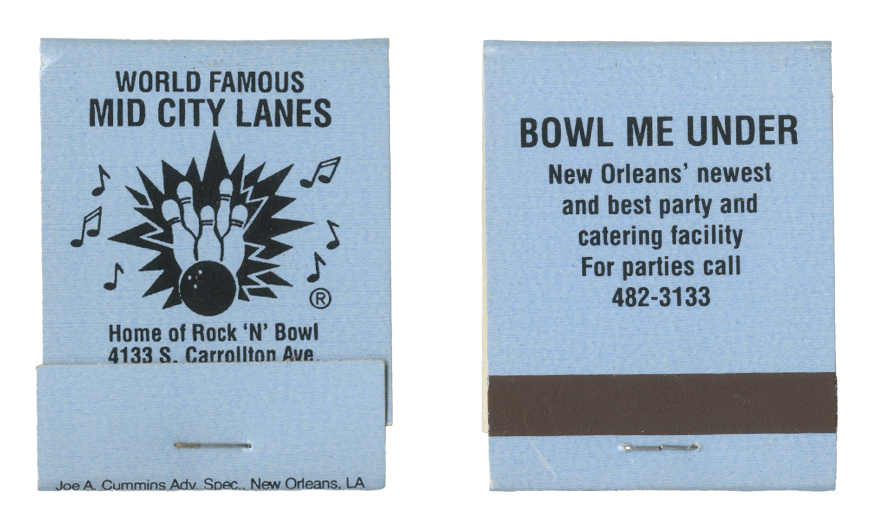 WORLD FAMOUS
MID CITY LANES
®
Home of Rock 'N' Bowl
4133 S. Carrollton Ave.
Joe A. Cummins Adv. Spec., New Orleans, LA
BOWL ME UNDER
New Orleans' newest
and best party and
catering facility
For parties call
482-3133